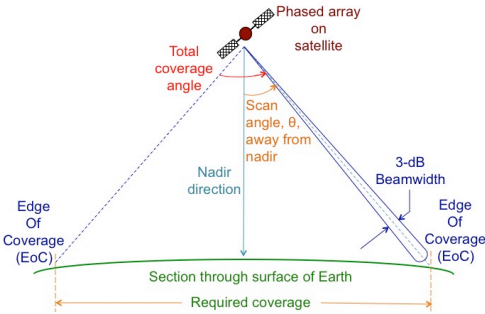 Phased array
on
satellite
Total
coverage
angle
Scan
angle, θ,
away from
nadir
Nadir
direction
3-dB
Beamwidth
Edge
Of
Coverage
(EoC)
Edge
Of
Coverage
(EoC)
Section through surface of Earth
Required coverage